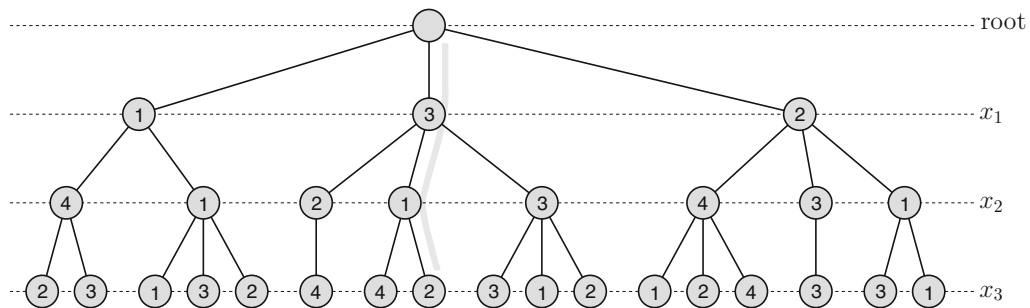 root
1 3 2 x₁
4 1 2 1 3 4 3 1 x₂
2 3 1 3 2 4 4 2 3 1 2 1 2 4 3 3 1 x₃